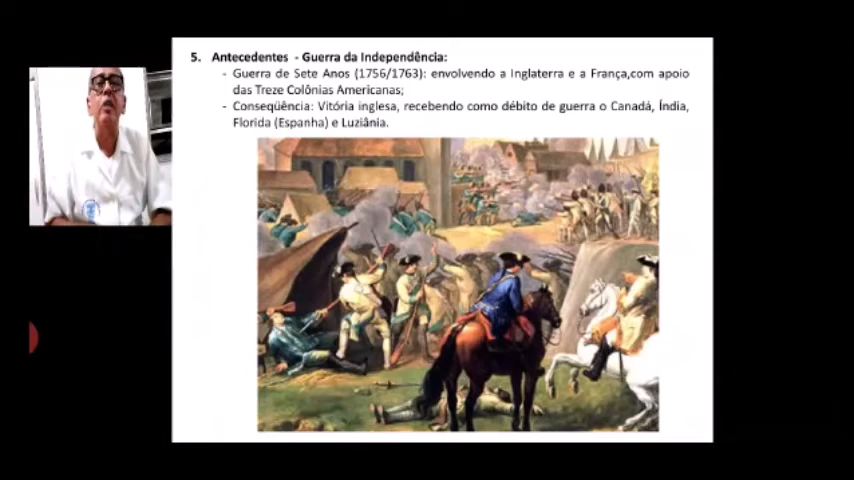 5. Antecedentes - Guerra da Independência:
- Guerra de Sete Anos (1756/1763): envolvendo a Inglaterra e a França,com apoio
das Treze Colônias Americanas;
- Conseqüência: Vitória inglesa, recebendo como débito de guerra o Canadá, Índia,
Florida (Espanha) e Luziânia.